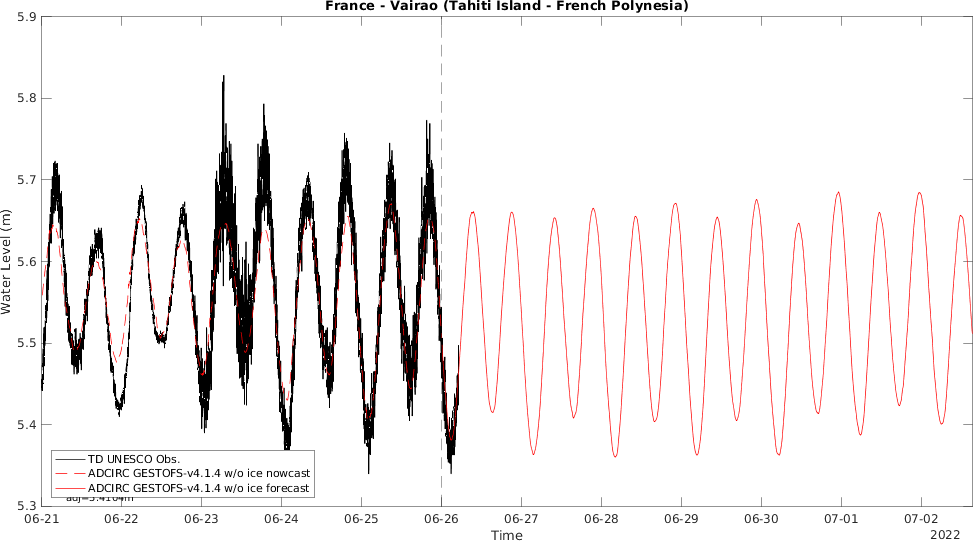 France - Vairao (Tahiti Island - French Polynesia)
5.9
5.8
5.7
5.6
5.5
5.4
5.3
Water Level (m)
TD UNESCO Obs.
ADCIRC GESTOFS-v4.1.4 w/o ice nowcast
ADCIRC GESTOFS-v4.1.4 w/o ice forecast
06-21 06-22 06-23 06-24 06-25 06-26 06-27 06-28 06-29 06-30 07-01 07-02
Time
2022